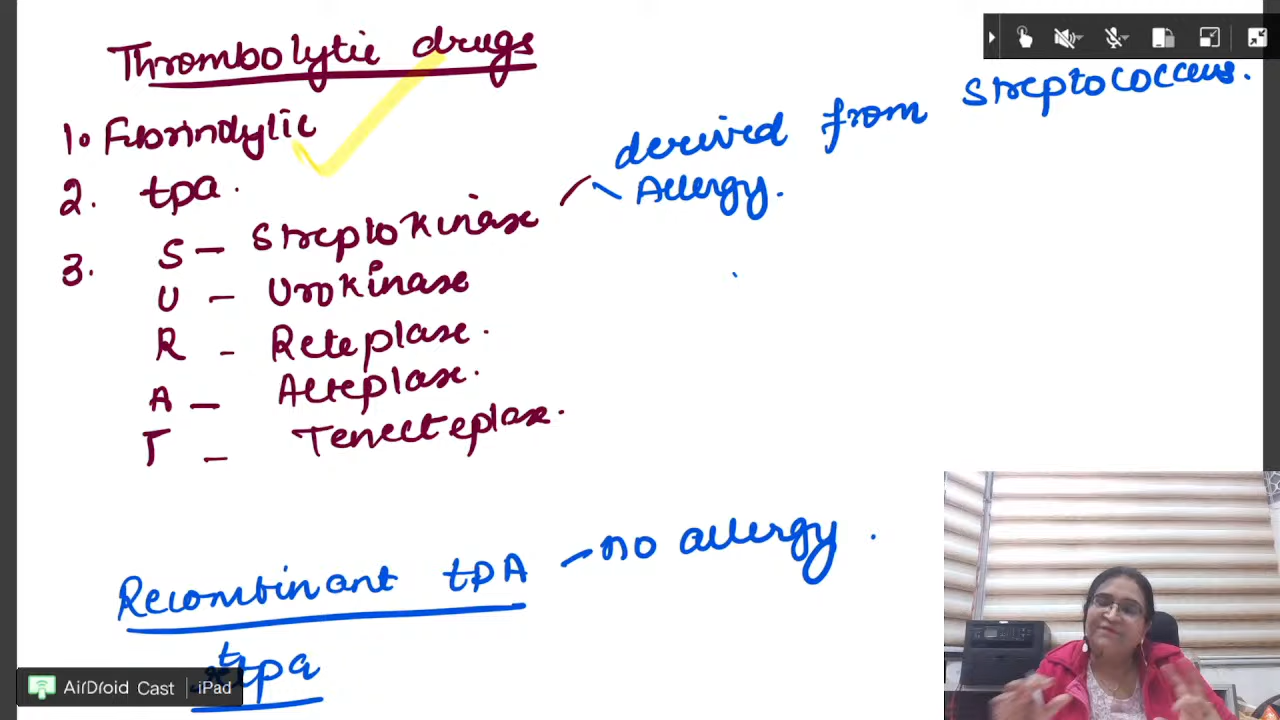 Thrombolytic drugs
1. Fibrinolytic
2. tpa.
3. S – Streptokinase
derived from Streptococcus.
Allergy.
U – Urokinase
R – Reteplase.
A – Alteplase.
T – Tenecteplase.
Recombinant tPA – no allergy.
tpa
AirDroid Cast | iPad